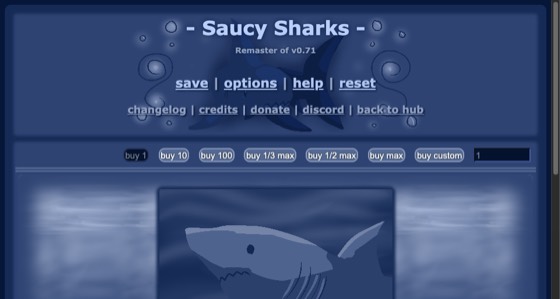 - Saucy Sharks -
Remaster of v0.71
save | options | help | reset
changelog | credits | donate | discord | back to hub
buy 1 buy 10 buy 100 buy 1/3 max buy 1/2 max buy max buy custom 1